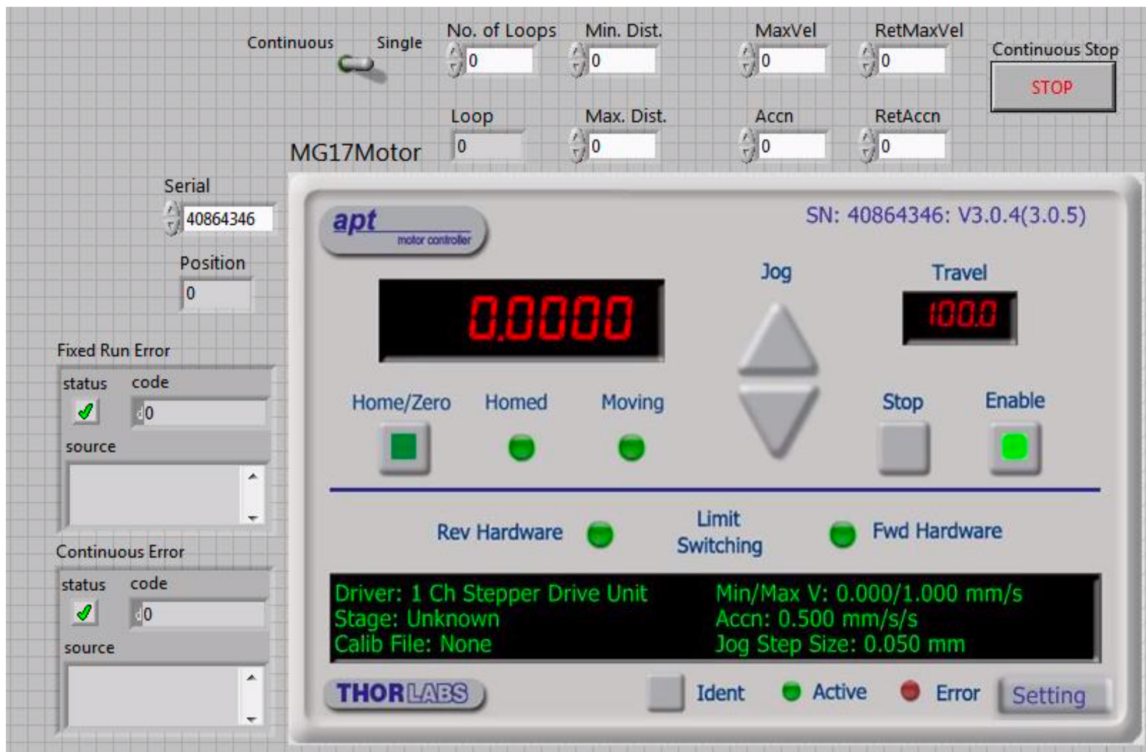 Continuous Single
No. of Loops Min. Dist. MaxVel RetMaxVel
0 0 0 0
Continuous Stop
STOP
Loop Max. Dist. Accn RetAccn
0 0 0 0
MG17Motor
Serial
40864346
Position
0
apt
motor controller
SN: 40864346: V3.0.4(3.0.5)
0.0000
Jog
Travel
100.0
Home/Zero Homed Moving Stop Enable
Fixed Run Error
status code
d0
source
Rev Hardware
Limit
Switching
Fwd Hardware
Continuous Error
status code
d0
source
Driver: 1 Ch Stepper Drive Unit
Stage: Unknown
Calib File: None
Min/Max V: 0.000/1.000 mm/s
Accn: 0.500 mm/s/s
Jog Step Size: 0.050 mm
THORLABS
Ident Active Error Setting